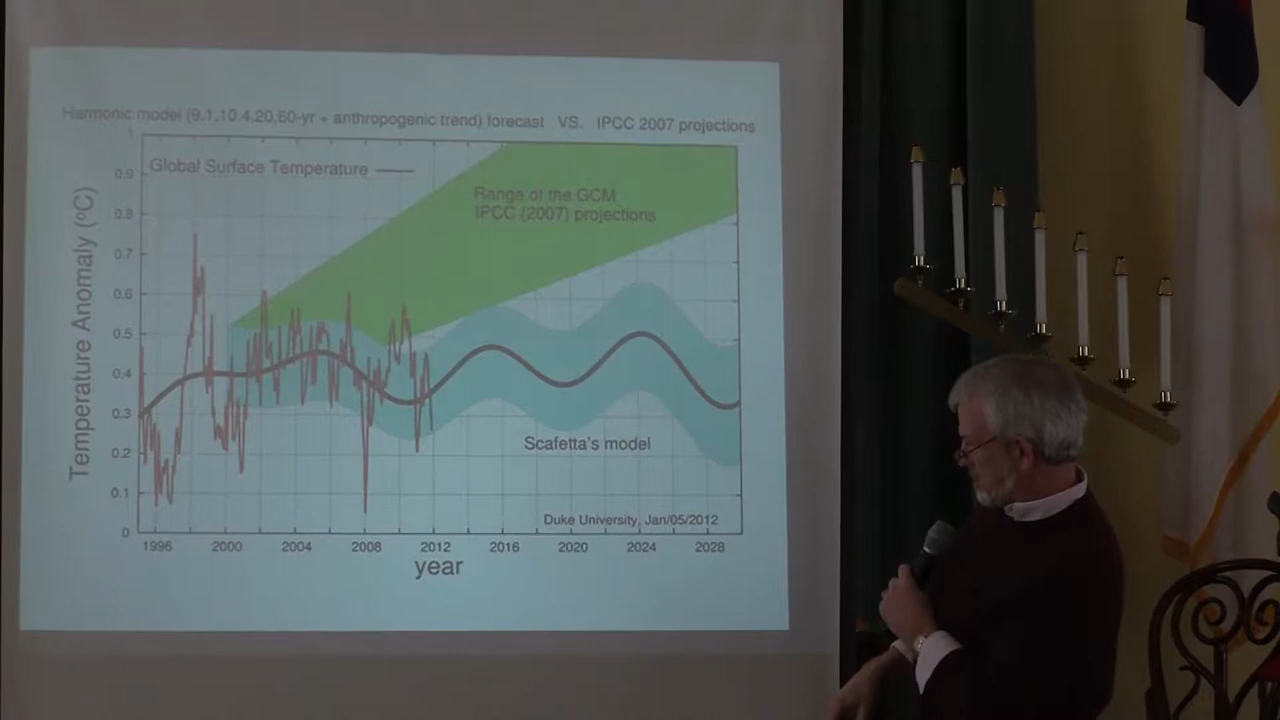 Harmonic model (9.1,10.4,20,60-yr + anthropogenic trend) forecast VS. IPCC 2007 projections
Global Surface Temperature
Range of the GCM
IPCC (2007) projections
Temperature Anomaly (ºC)
1
0.9
0.8
0.7
0.6
0.5
0.4
0.3
0.2
0.1
0
Scafetta's model
Duke University, Jan/05/2012
1996 2000 2004 2008 2012 2016 2020 2024 2028
year